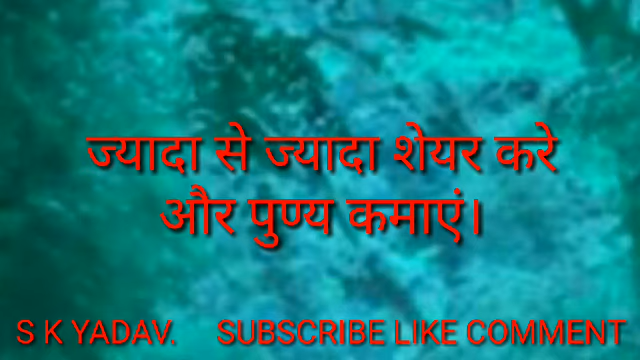 ज्यादा से ज्यादा शेयर करे
और पुण्य कमाएं।
S K YADAV. SUBSCRIBE LIKE COMMENT